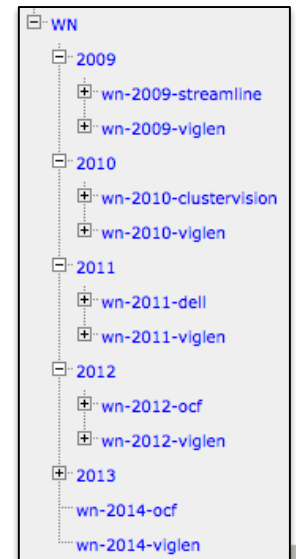 WN
2009
wn-2009-streamline
wn-2009-viglen
2010
wn-2010-clustervision
wn-2010-viglen
2011
wn-2011-dell
wn-2011-viglen
2012
wn-2012-ocf
wn-2012-viglen
2013
wn-2014-ocf
wn-2014-viglen